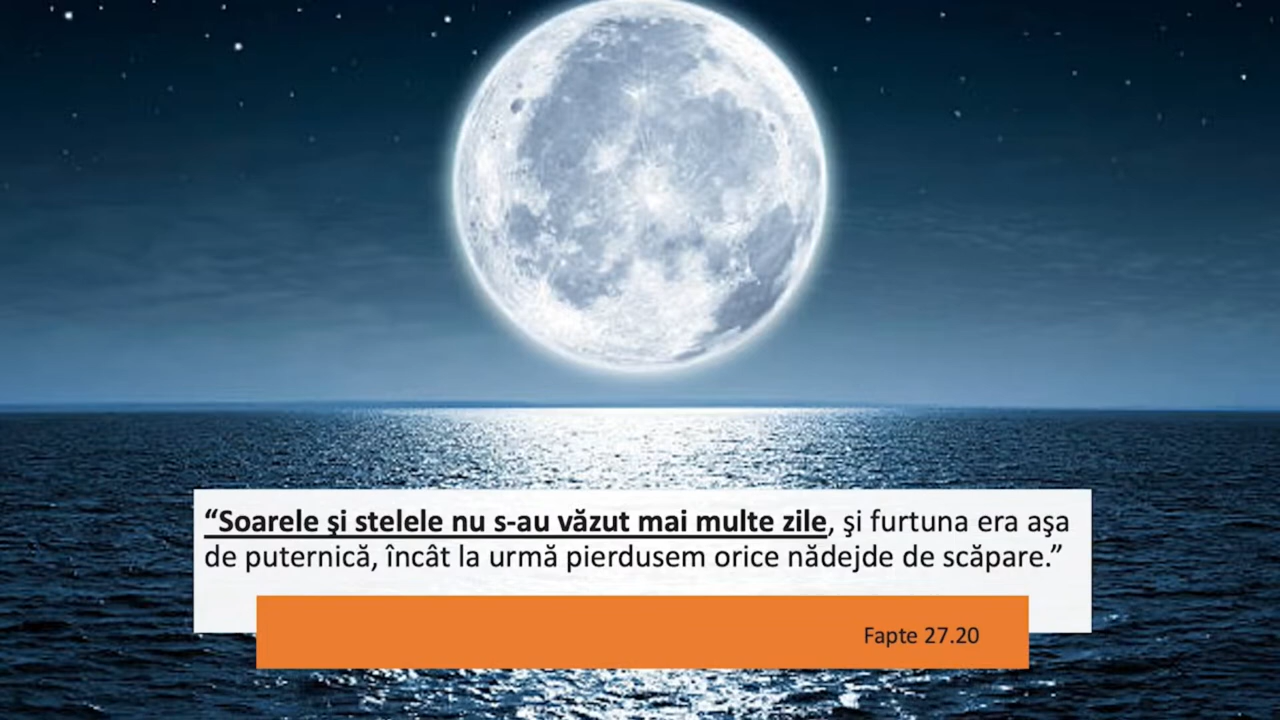 “Soarele şi stelele nu s-au văzut mai multe zile, şi furtuna era aşa
de puternică, încât la urmă pierdusem orice nădejde de scăpare.”
Fapte 27.20